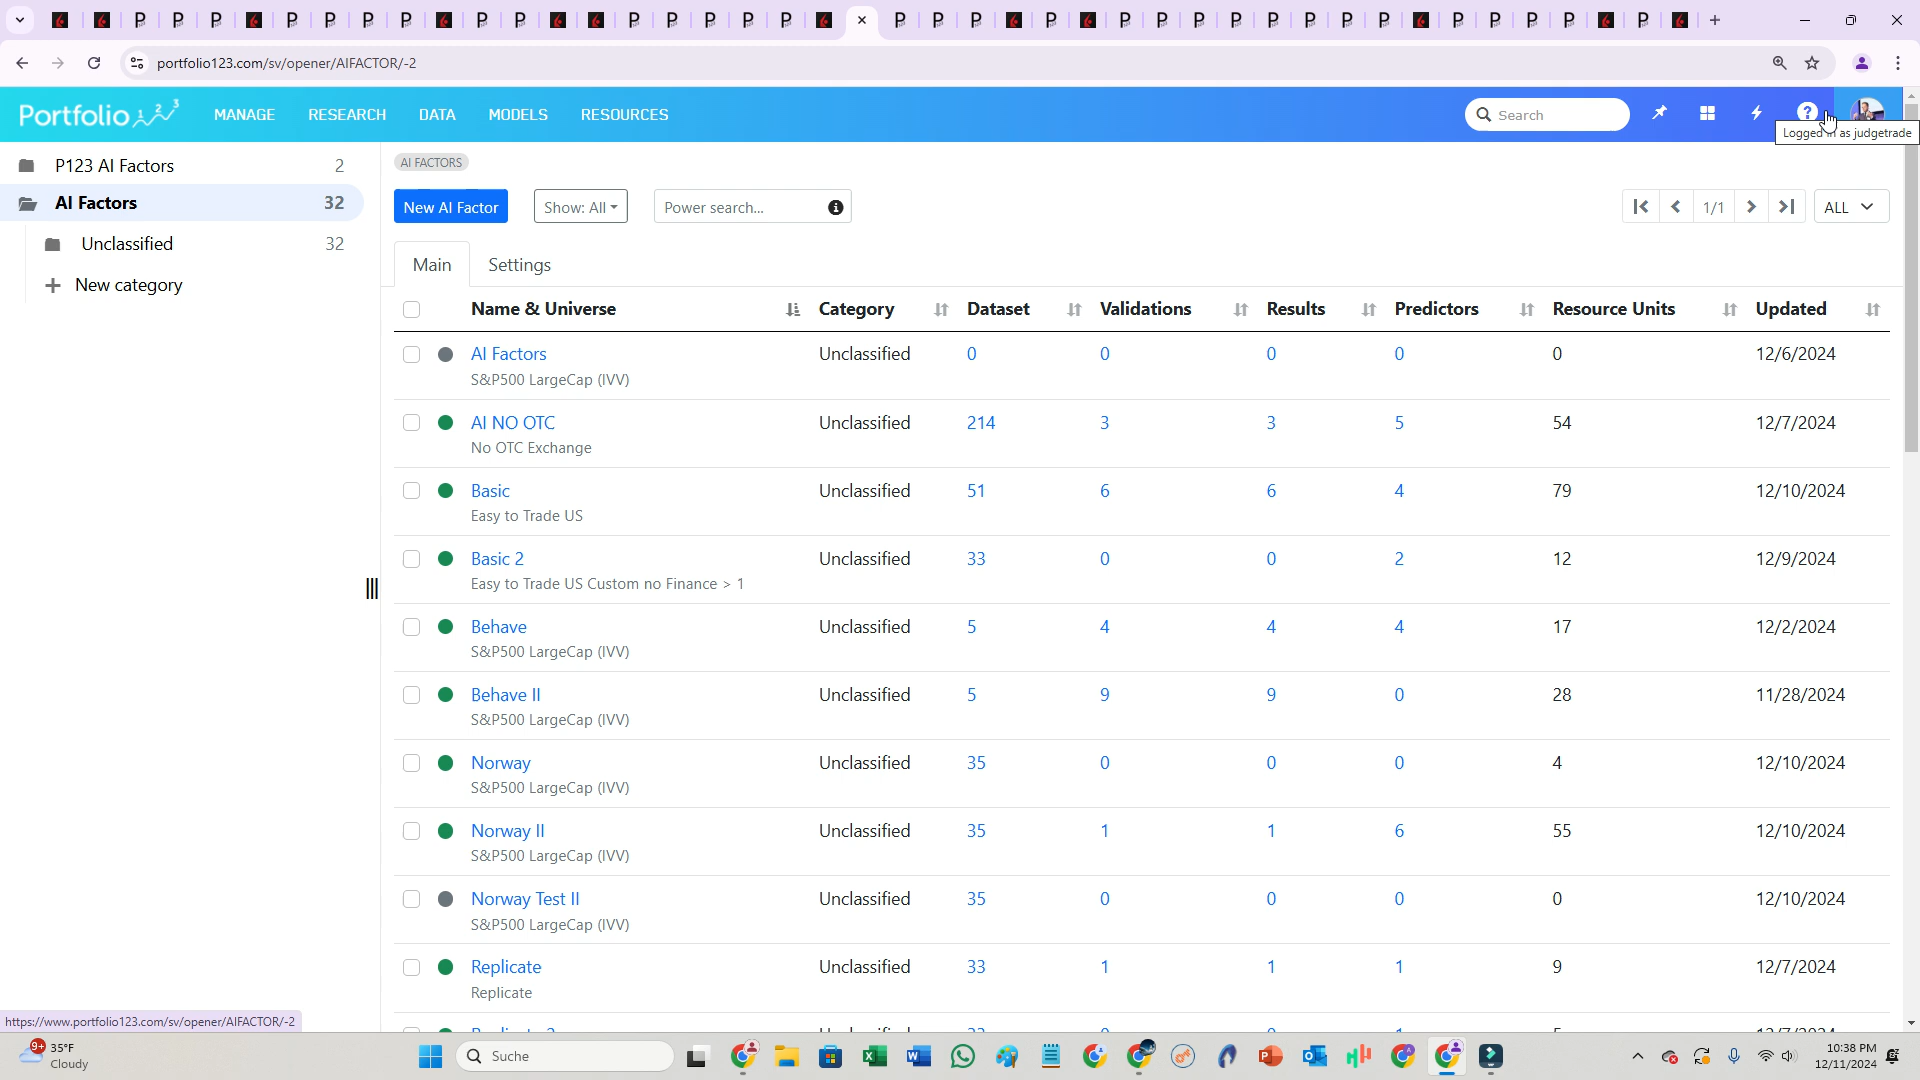 portfolio123.com/sv/opener/AIFACTOR/-2
Portfolio123 MANAGE RESEARCH DATA MODELS RESOURCES Search ?
Logged in as judgetrade
P123 AI Factors 2
AI Factors 32
Unclassified 32
+ New category
AI FACTORS
New AI Factor Show: All Power search... 1/1 ALL
Main Settings
Name & Universe Category Dataset Validations Results Predictors Resource Units Updated
AI Factors Unclassified 0 0 0 0 0 12/6/2024
S&P500 LargeCap (IVV)
AI NO OTC Unclassified 214 3 3 5 54 12/7/2024
No OTC Exchange
Basic Unclassified 51 6 6 4 79 12/10/2024
Easy to Trade US
Basic 2 Unclassified 33 0 0 2 12 12/9/2024
Easy to Trade US Custom no Finance > 1
Behave Unclassified 5 4 4 4 17 12/2/2024
S&P500 LargeCap (IVV)
Behave II Unclassified 5 9 9 0 28 11/28/2024
S&P500 LargeCap (IVV)
Norway Unclassified 35 0 0 0 4 12/10/2024
S&P500 LargeCap (IVV)
Norway II Unclassified 35 1 1 6 55 12/10/2024
S&P500 LargeCap (IVV)
Norway Test II Unclassified 35 0 0 0 0 12/10/2024
S&P500 LargeCap (IVV)
Replicate Unclassified 33 1 1 1 9 12/7/2024
Replicate
https://www.portfolio123.com/sv/opener/AIFACTOR/-2
9+ 35°F
Cloudy
Suche
10:38 PM
12/11/2024